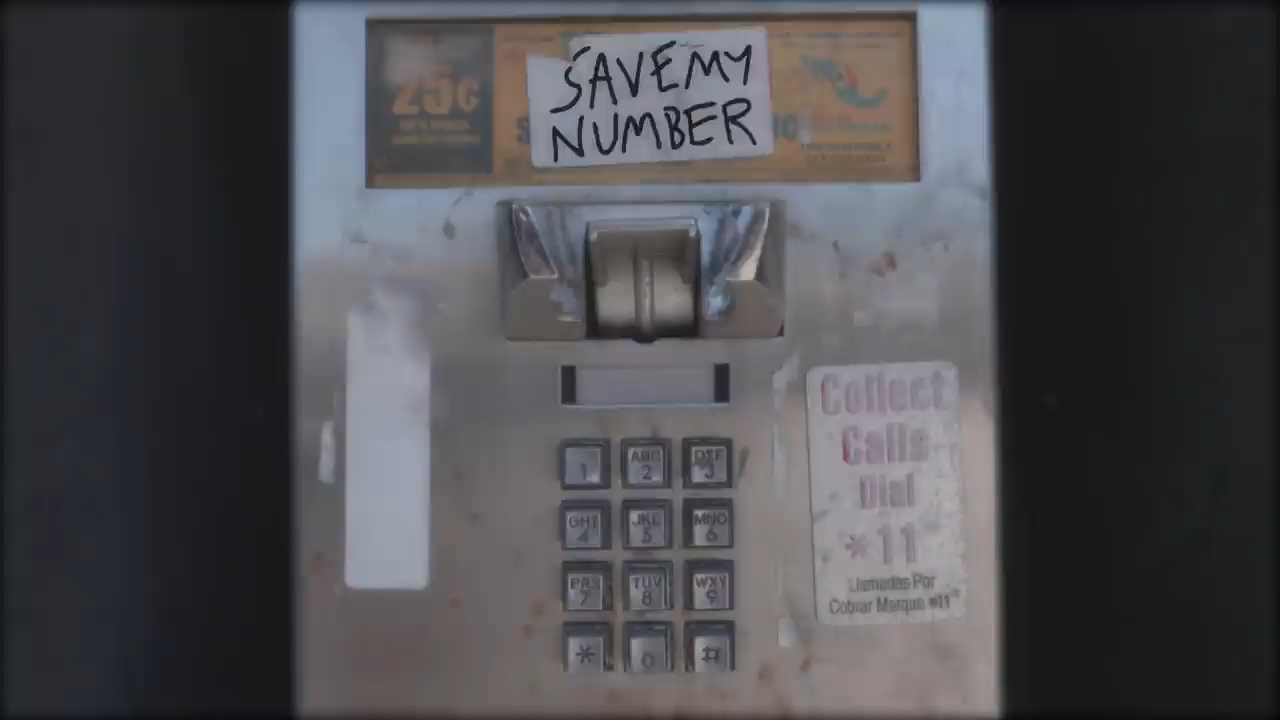 SAVE MY
NUMBER
25¢
Collect
Calls
Dial
*11
Llamadas Por
Cobrar Marque *11
1
ABC
2
DEF
3
GHI
4
JKL
5
MNO
6
PRS
7
TUV
8
WXY
9
*
0
#